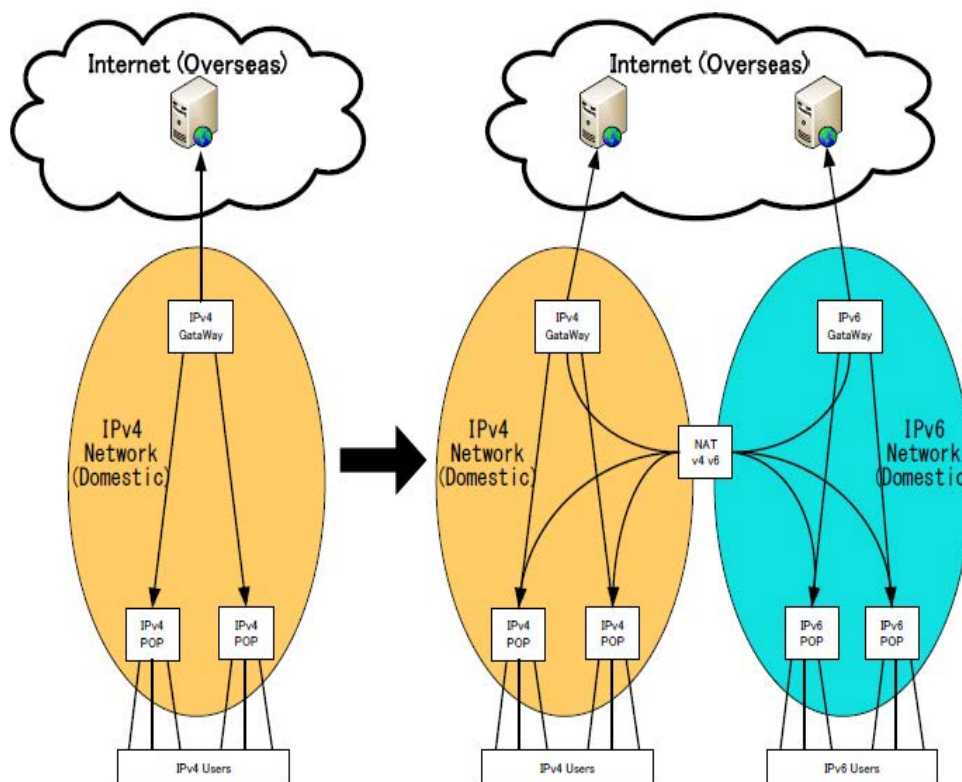 Internet (Overseas)
IPv4
GataWay
IPv4
Network
(Domestic)
IPv4
POP
IPv4
POP
IPv4 Users
Internet (Overseas)
IPv4
GataWay
IPv4
Network
(Domestic)
NAT
v4 v6
IPv6
GataWay
IPv6
Network
(Domestic)
IPv4
POP
IPv4
POP
IPv6
POP
IPv6
POP
IPv4 Users
IPv6 Users